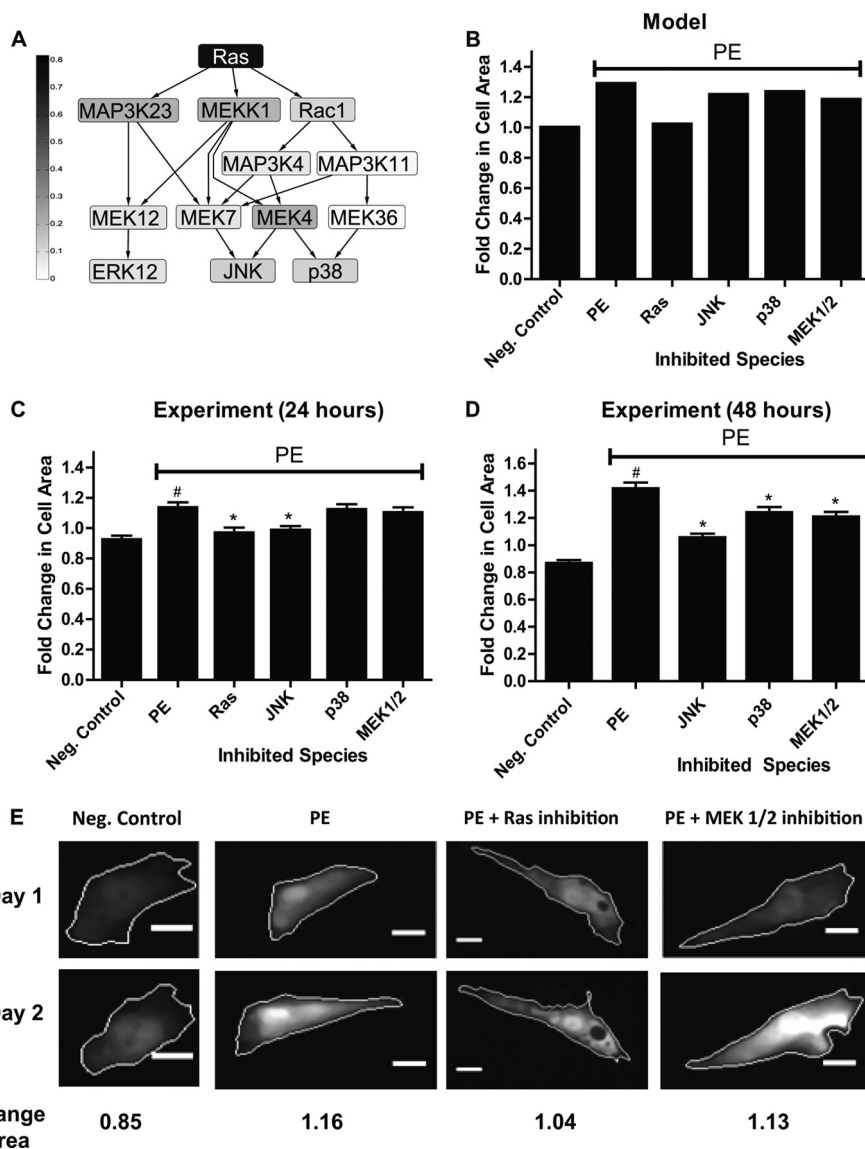 A
0.8
0.7
0.6
0.5
0.4
0.3
0.2
0.1
0
Ras
MAP3K23
MEKK1
Rac1
MAP3K4
MAP3K11
MEK12
MEK7
MEK4
MEK36
ERK12
JNK
p38
B
Model
PE
Fold Change in Cell Area
1.4
1.2
1.0
0.8
0.6
0.4
0.2
0.0
Neg. Control
PE
Ras
JNK
p38
MEK1/2
Inhibited Species
C
Experiment (24 hours)
PE
Fold Change in Cell Area
1.4
1.2
1.0
0.8
0.6
0.4
0.2
0.0
#
*
*
Neg. Control
PE
Ras
JNK
p38
MEK1/2
Inhibited Species
D
Experiment (48 hours)
PE
Fold Change in Cell Area
1.6
1.4
1.2
1.0
0.8
0.6
0.4
0.2
0.0
#
*
*
*
Neg. Control
PE
JNK
p38
MEK1/2
Inhibited Species
E
Neg. Control PE PE + Ras inhibition PE + MEK 1/2 inhibition
ay 1
ay 2
ange 0.85 1.16 1.04 1.13
rea